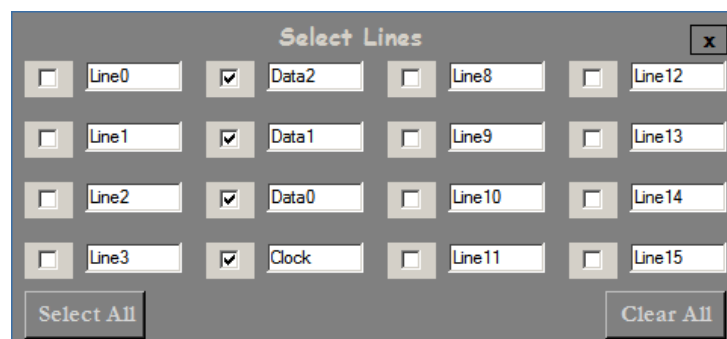 Select Lines
x
Line0 Data2 Line8 Line12
Line1 Data1 Line9 Line13
Line2 Data0 Line10 Line14
Line3 Clock Line11 Line15
Select All Clear All